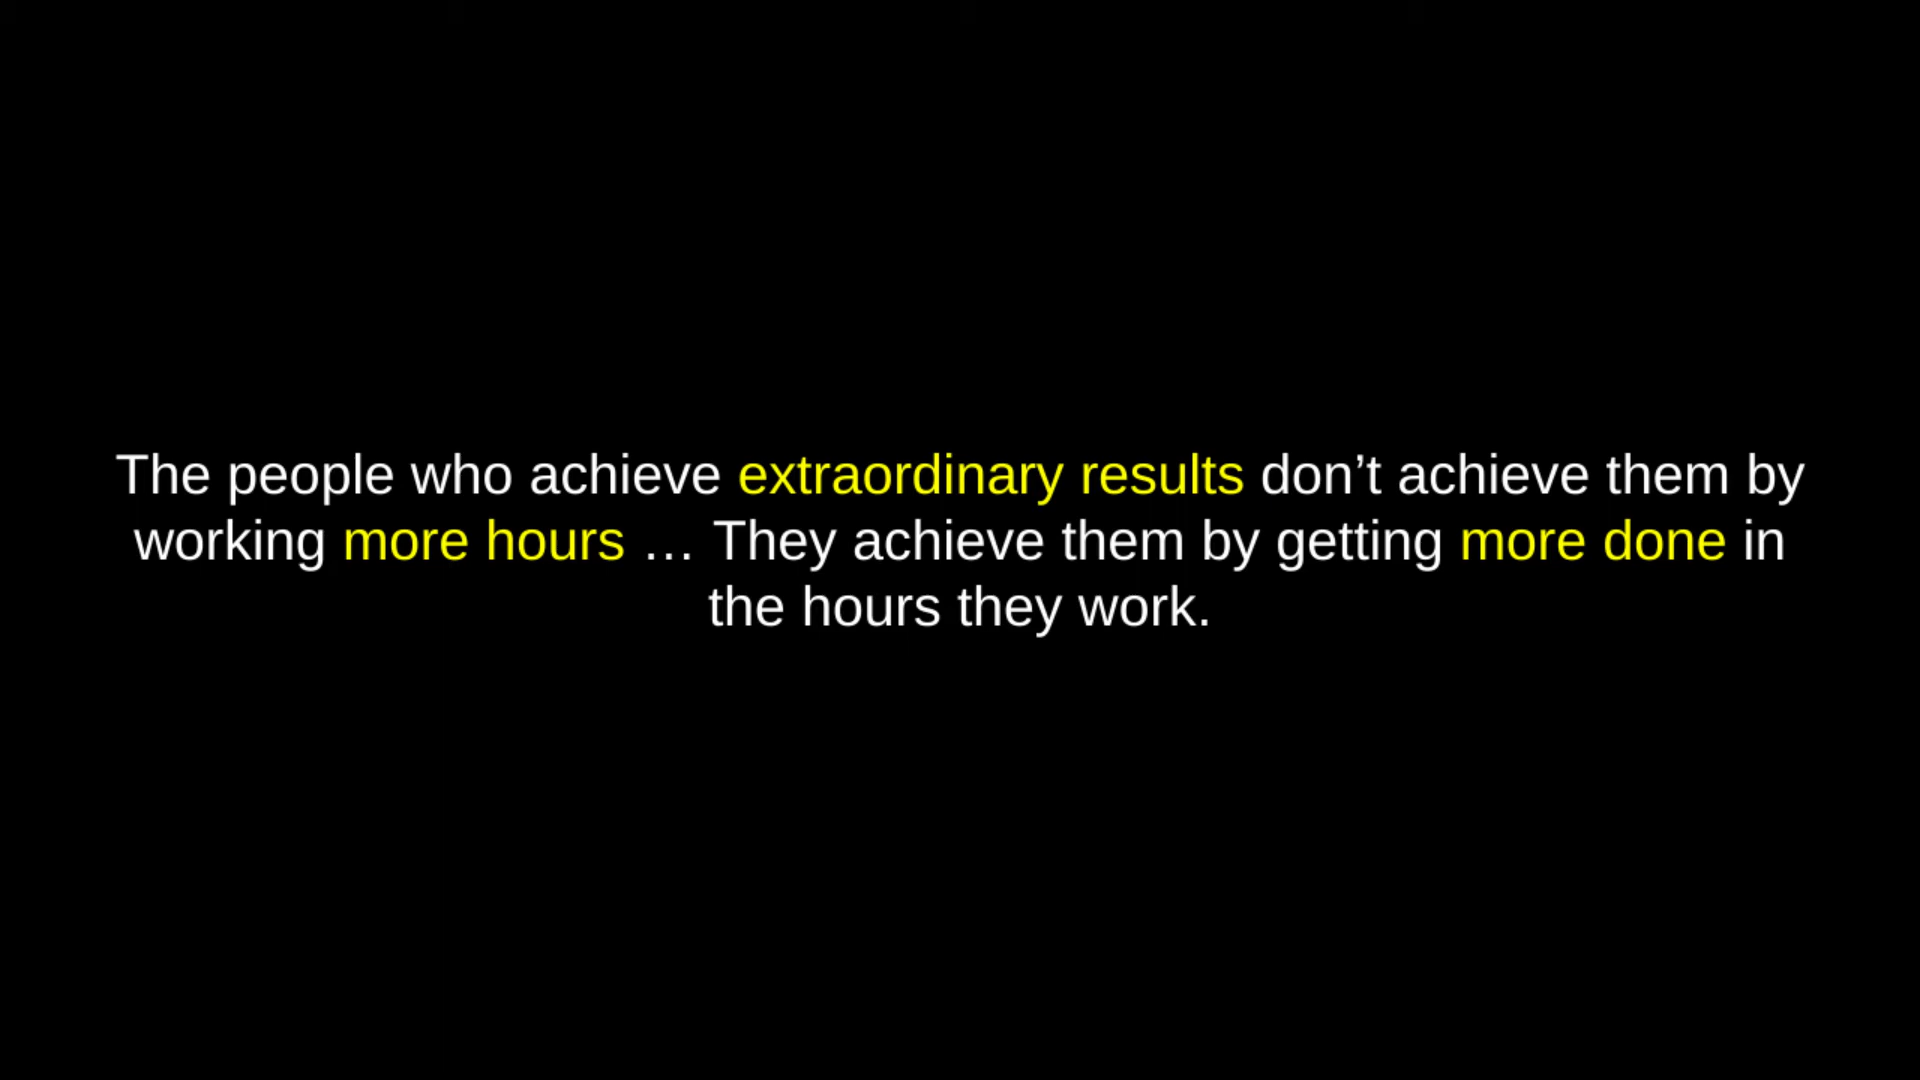 The people who achieve extraordinary results don’t achieve them by
working more hours … They achieve them by getting more done in
the hours they work.